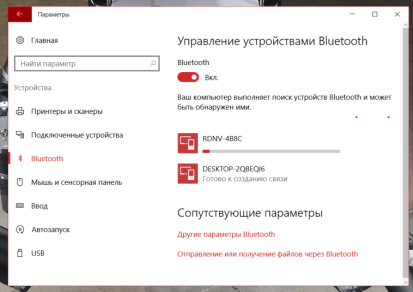 Параметры
Главная
Найти параметр
Устройства
Принтеры и сканеры
Подключенные устройства
Bluetooth
Мышь и сенсорная панель
Ввод
Автозапуск
USB
Управление устройствами Bluetooth
Bluetooth
Вкл.
Ваш компьютер выполняет поиск устройств Bluetooth и может
быть обнаружен ими.
RDNV-4B8C
DESKTOP-2QBEQI6
Готово к созданию связи
Сопутствующие параметры
Другие параметры Bluetooth
Отправление или получение файлов через Bluetooth